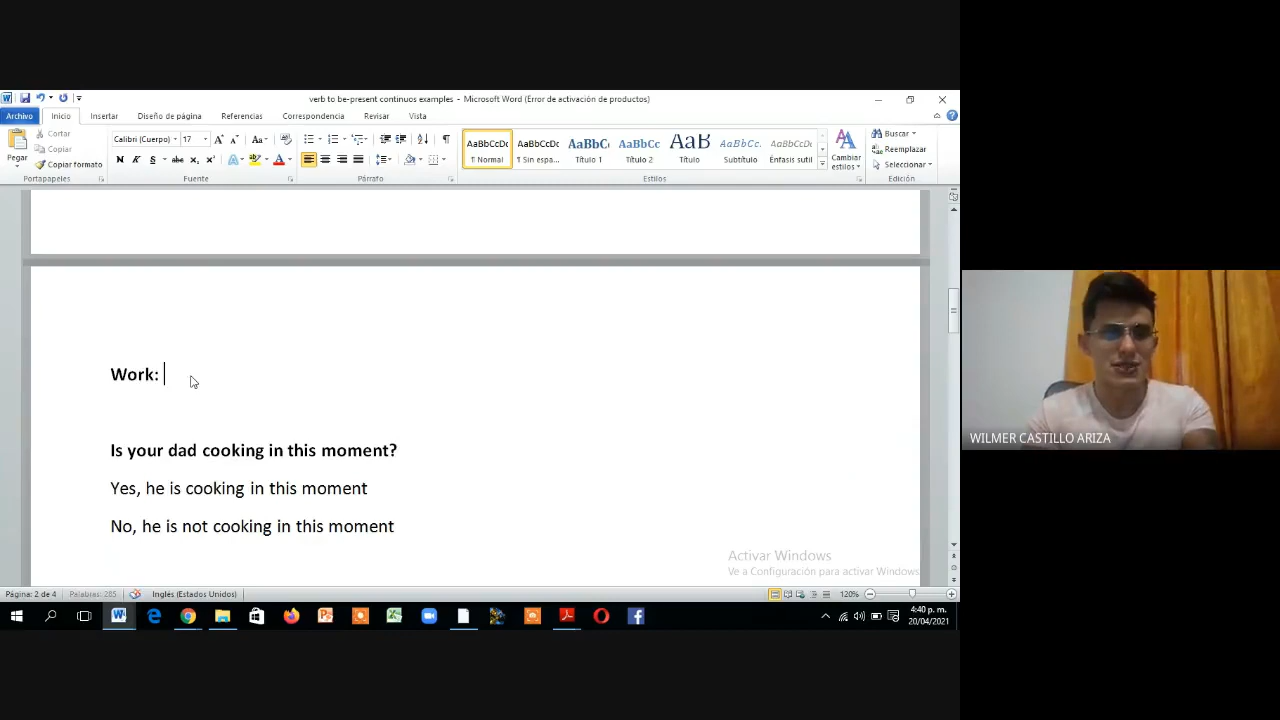 verb to be-present continuos examples - Microsoft Word (Error de activación de productos)
Archivo Inicio Insertar Diseño de página Referencias Correspondencia Revisar Vista
Pegar
Cortar
Copiar
Copiar formato
Portapapeles
Calibri (Cuerpo) 17
Fuente
Párrafo
AaBbCcDc AaBbCcDc AaBbC AaBbCc AaB AaBbCc. AaBbCcDc
¶ Normal ¶ Sin espa... Título 1 Título 2 Título Subtítulo Énfasis sutil
Cambiar estilos
Estilos
Buscar
Reemplazar
Seleccionar
Edición
Work:
Is your dad cooking in this moment?
Yes, he is cooking in this moment
No, he is not cooking in this moment
Activar Windows
Ve a Configuración para activar Windows
Página: 2 de 4 Palabras: 285 Inglés (Estados Unidos) 120%
4:40 p. m.
20/04/2021
WILMER CASTILLO ARIZA